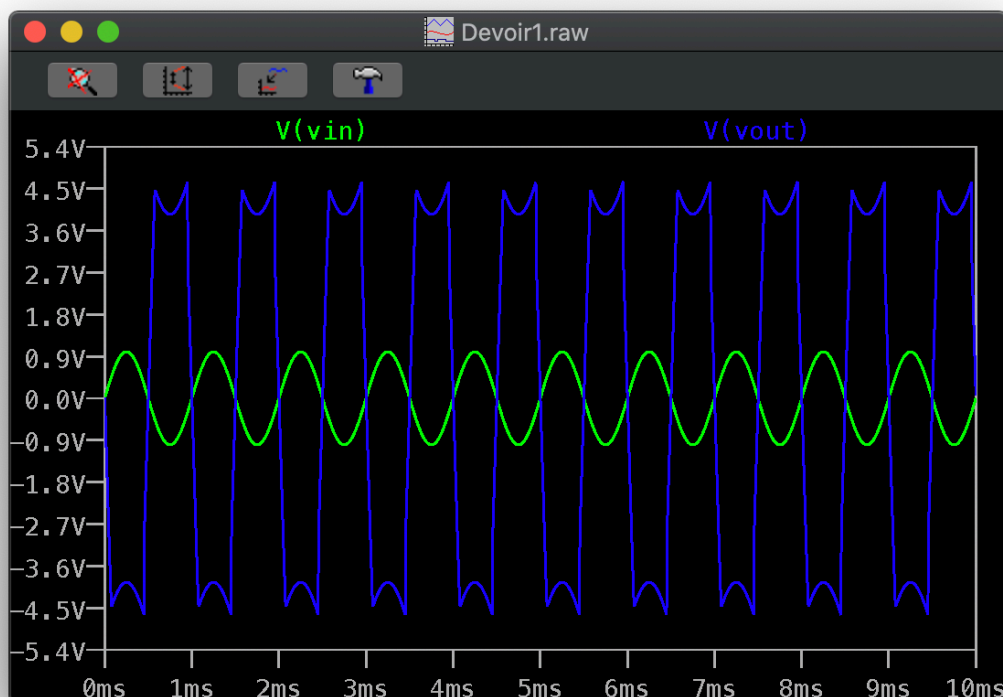 Devoir1.raw
V(vin) V(vout)
5.4V
4.5V
3.6V
2.7V
1.8V
0.9V
0.0V
-0.9V
-1.8V
-2.7V
-3.6V
-4.5V
-5.4V
0ms 1ms 2ms 3ms 4ms 5ms 6ms 7ms 8ms 9ms 10ms